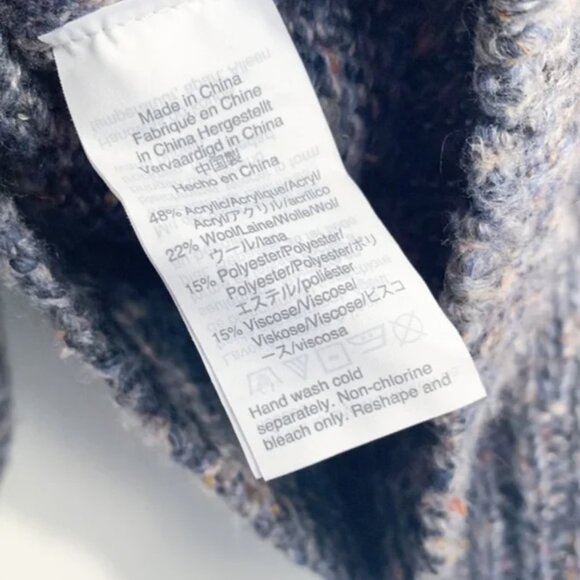 Made in China
Fabriqué en Chine
in China Hergestellt
Vervaardigd in China
中国製
Hecho en China
48% Acrylic/Acrylique/Acryl/
Acryl/アクリル/acrílico
22% Wool/Laine/Wolle/Wol/
ウール/lana
15% Polyester/Polyester/
Polyester/Polyester/ポリ
エステル/poliéster
15% Viscose/Viscose/
Viskose/Viscose/ビスコ
ース/viscosa
Hand wash cold
separately. Non-chlorine
bleach only. Reshape and